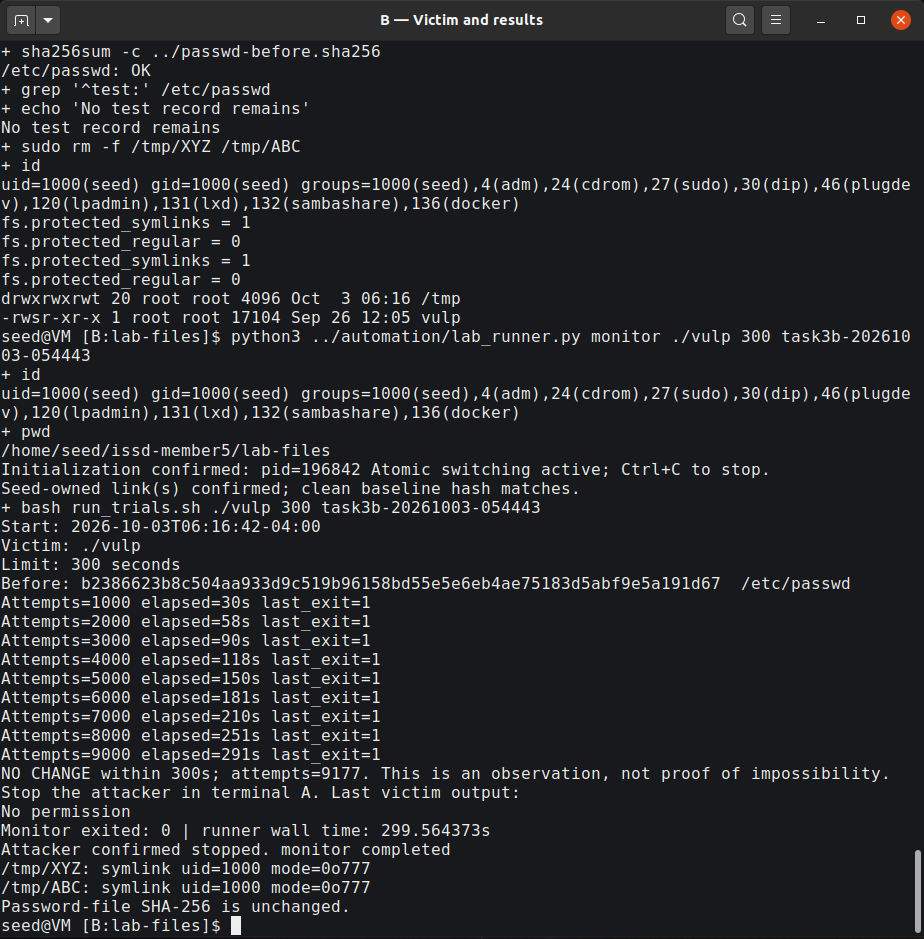 B — Victim and results
+ sha256sum -c ../passwd-before.sha256
/etc/passwd: OK
+ grep '^test:' /etc/passwd
+ echo 'No test record remains'
No test record remains
+ sudo rm -f /tmp/XYZ /tmp/ABC
+ id
uid=1000(seed) gid=1000(seed) groups=1000(seed),4(adm),24(cdrom),27(sudo),30(dip),46(plugde
v),120(lpadmin),131(lxd),132(sambashare),136(docker)
fs.protected_symlinks = 1
fs.protected_regular = 0
fs.protected_symlinks = 1
fs.protected_regular = 0
drwxrwxrwt 20 root root 4096 Oct  3 06:16 /tmp
-rwsr-xr-x 1 root root 17104 Sep 26 12:05 vulp
seed@VM [B:lab-files]$ python3 ../automation/lab_runner.py monitor ./vulp 300 task3b-202610
03-054443
+ id
uid=1000(seed) gid=1000(seed) groups=1000(seed),4(adm),24(cdrom),27(sudo),30(dip),46(plugde
v),120(lpadmin),131(lxd),132(sambashare),136(docker)
+ pwd
/home/seed/issd-member5/lab-files
Initialization confirmed: pid=196842 Atomic switching active; Ctrl+C to stop.
Seed-owned link(s) confirmed; clean baseline hash matches.
+ bash run_trials.sh ./vulp 300 task3b-20261003-054443
Start: 2026-10-03T06:16:42-04:00
Victim: ./vulp
Limit: 300 seconds
Before: b2386623b8c504aa933d9c519b96158bd55e5e6eb4ae75183d5abf9e5a191d67  /etc/passwd
Attempts=1000 elapsed=30s last_exit=1
Attempts=2000 elapsed=58s last_exit=1
Attempts=3000 elapsed=90s last_exit=1
Attempts=4000 elapsed=118s last_exit=1
Attempts=5000 elapsed=150s last_exit=1
Attempts=6000 elapsed=181s last_exit=1
Attempts=7000 elapsed=210s last_exit=1
Attempts=8000 elapsed=251s last_exit=1
Attempts=9000 elapsed=291s last_exit=1
NO CHANGE within 300s; attempts=9177. This is an observation, not proof of impossibility.
Stop the attacker in terminal A. Last victim output:
No permission
Monitor exited: 0 | runner wall time: 299.564373s
Attacker confirmed stopped. monitor completed
/tmp/XYZ: symlink uid=1000 mode=0o777
/tmp/ABC: symlink uid=1000 mode=0o777
Password-file SHA-256 is unchanged.
seed@VM [B:lab-files]$